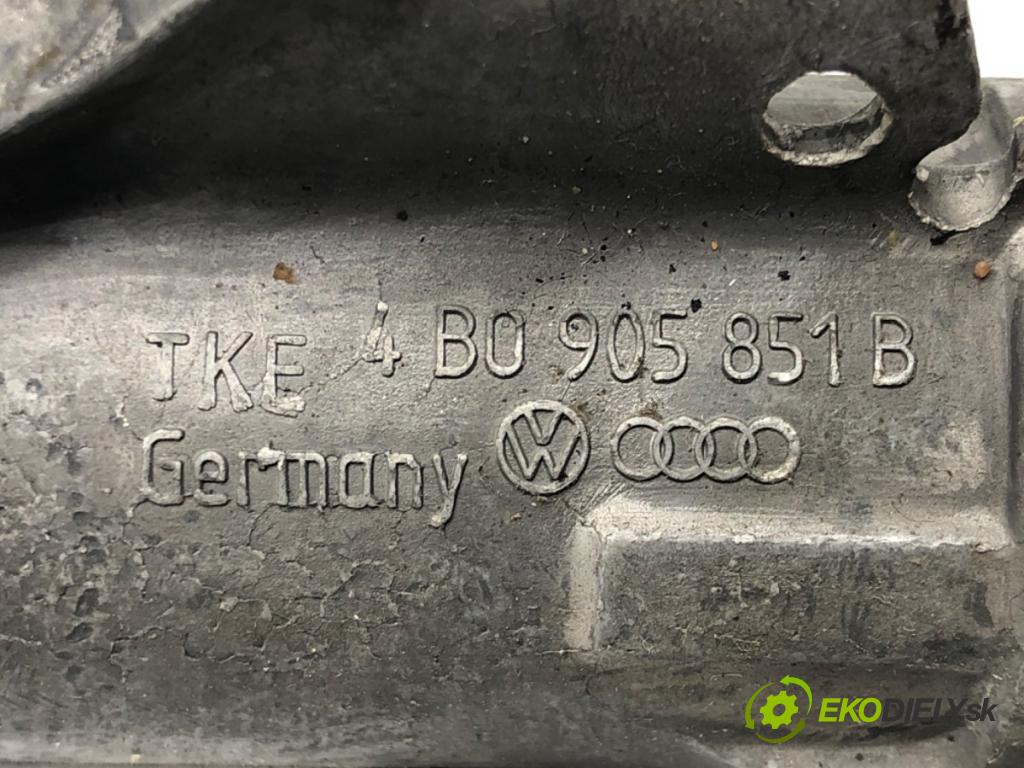 TKE 4B0 905 851 B
Germany
EKODIELY.sk